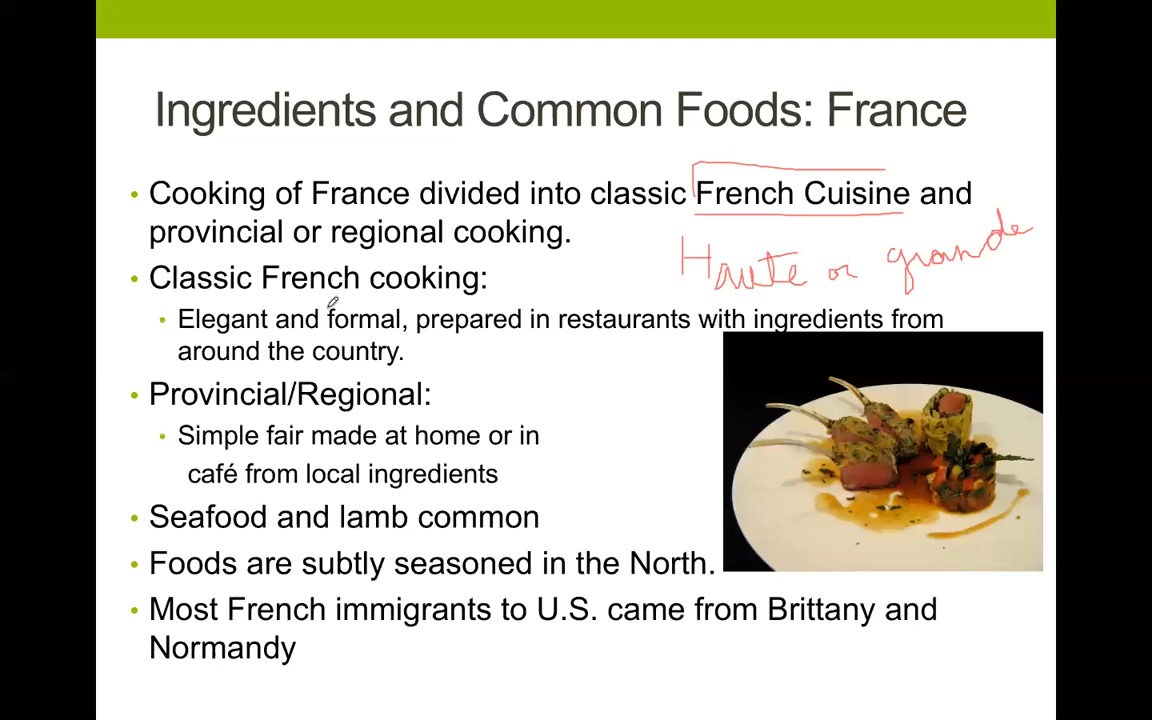 Ingredients and Common Foods: France
• Cooking of France divided into classic French Cuisine and
provincial or regional cooking.
Haute or grande
• Classic French cooking:
• Elegant and formal, prepared in restaurants with ingredients from
around the country.
• Provincial/Regional:
• Simple fair made at home or in
café from local ingredients
• Seafood and lamb common
• Foods are subtly seasoned in the North.
• Most French immigrants to U.S. came from Brittany and
Normandy